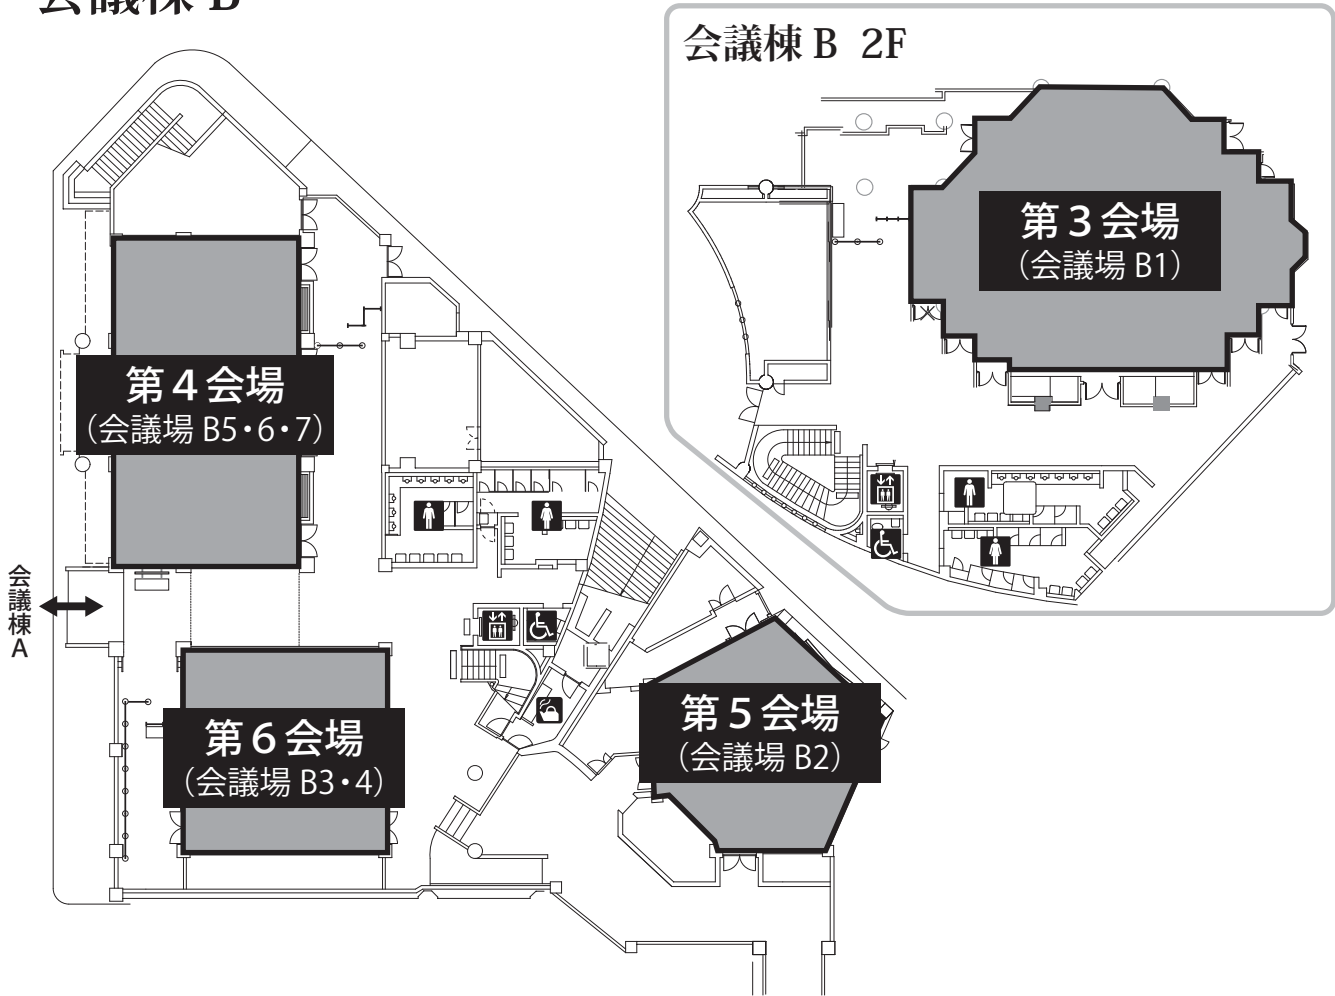 会議棟 B
会議棟 B 2F
第3会場
（会議場 B1）
第4会場
（会議場 B5・6・7）
会議棟A
第6会場
（会議場 B3・4）
第5会場
（会議場 B2）